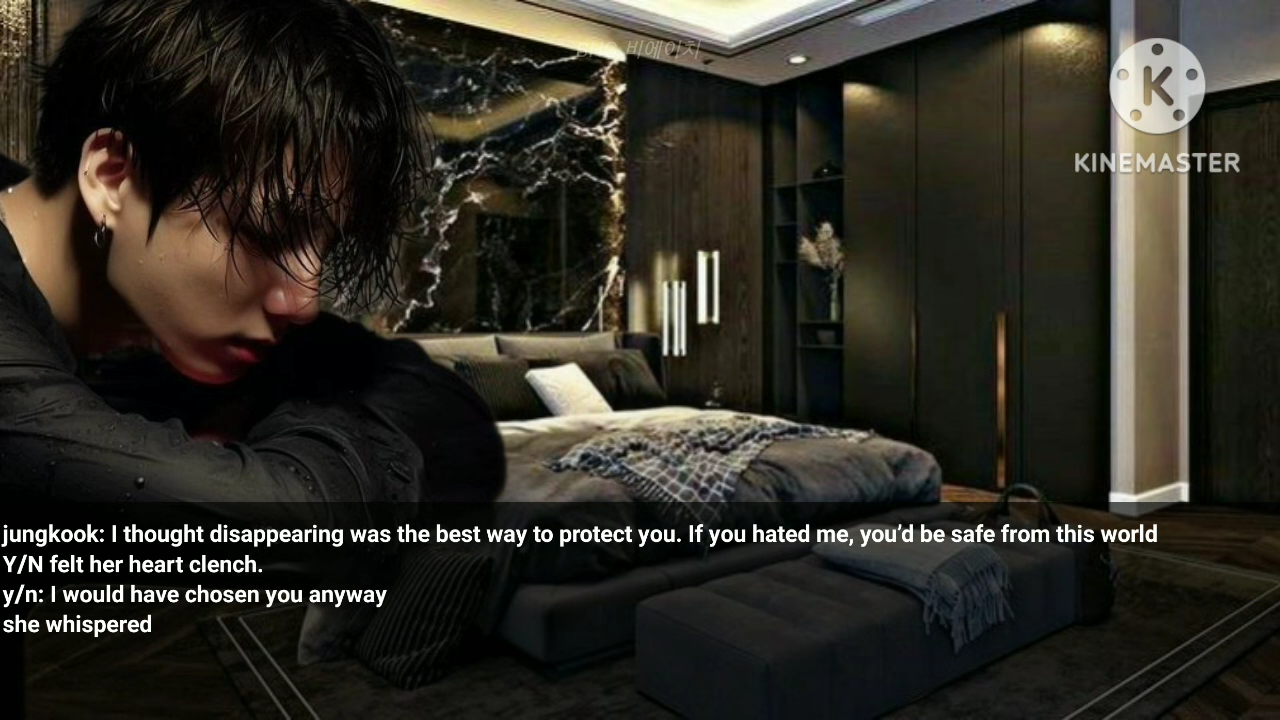 KINEMASTER
jungkook: I thought disappearing was the best way to protect you. If you hated me, you’d be safe from this world
Y/N felt her heart clench.
y/n: I would have chosen you anyway
she whispered